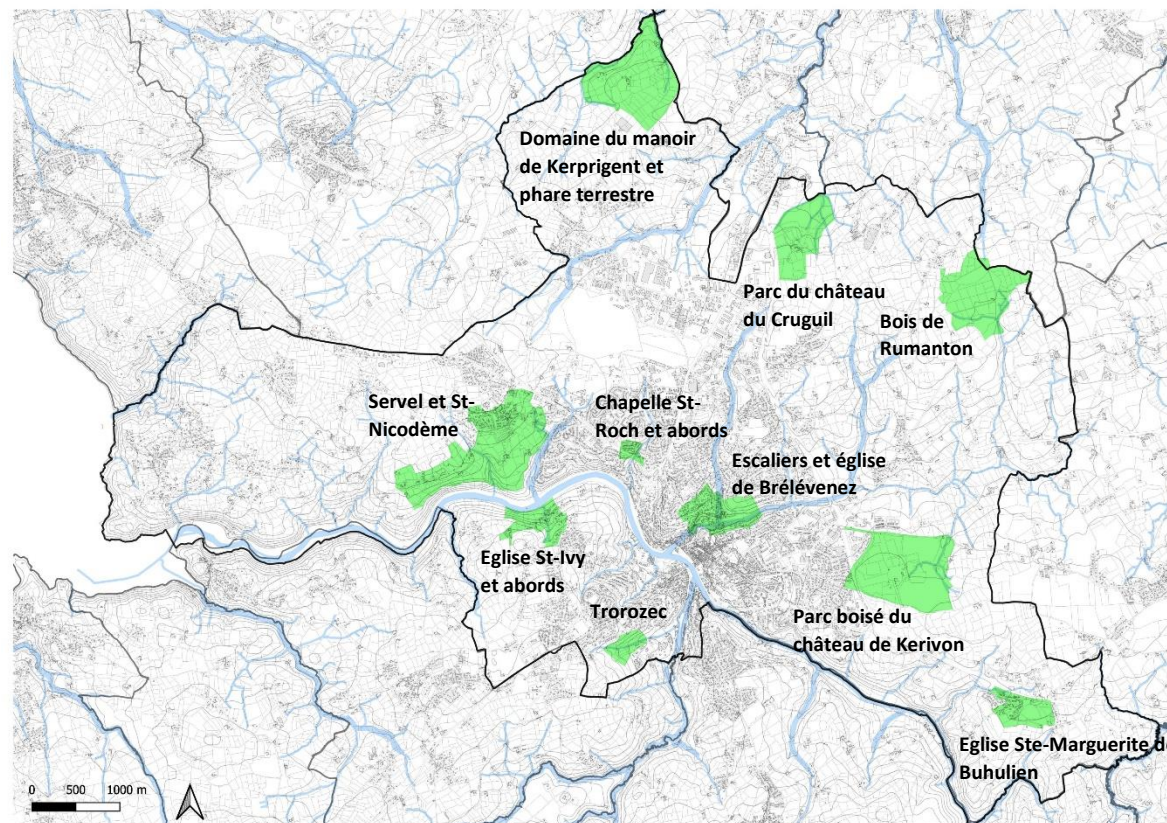 Domaine du manoir
de Kerprigent et
phare terrestre
Parc du château
du Cruguil
Bois de
Rumanton
Servel et St-
Nicodème
Chapelle St-
Roch et abords
Escaliers et église
de Brélévenez
Eglise St-Ivy
et abords
Trorozec
Parc boisé du
château de Kerivon
Eglise Ste-Marguerite de
Buhulien
0 500 1000 m